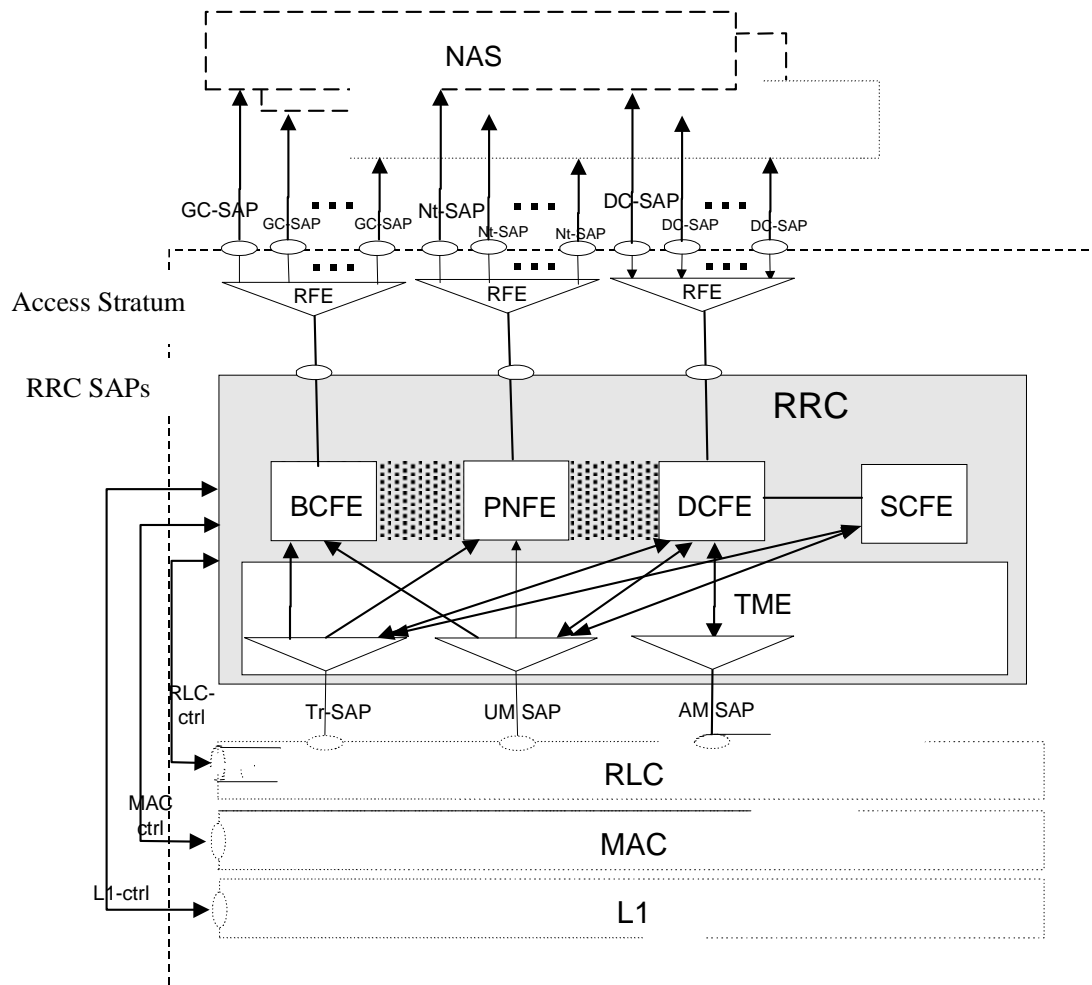 NAS
GC-SAP
GC-SAP
GC-SAP
Nt-SAP
Nt-SAP
Nt-SAP
DC-SAP
DC-SAP
DC-SAP
RFE
RFE
RFE
Access Stratum
RRC SAPs
RRC
BCFE
PNFE
DCFE
SCFE
TME
RLC-
ctrl
Tr-SAP
UM SAP
AM SAP
RLC
MAC
ctrl
MAC
L1-ctrl
L1